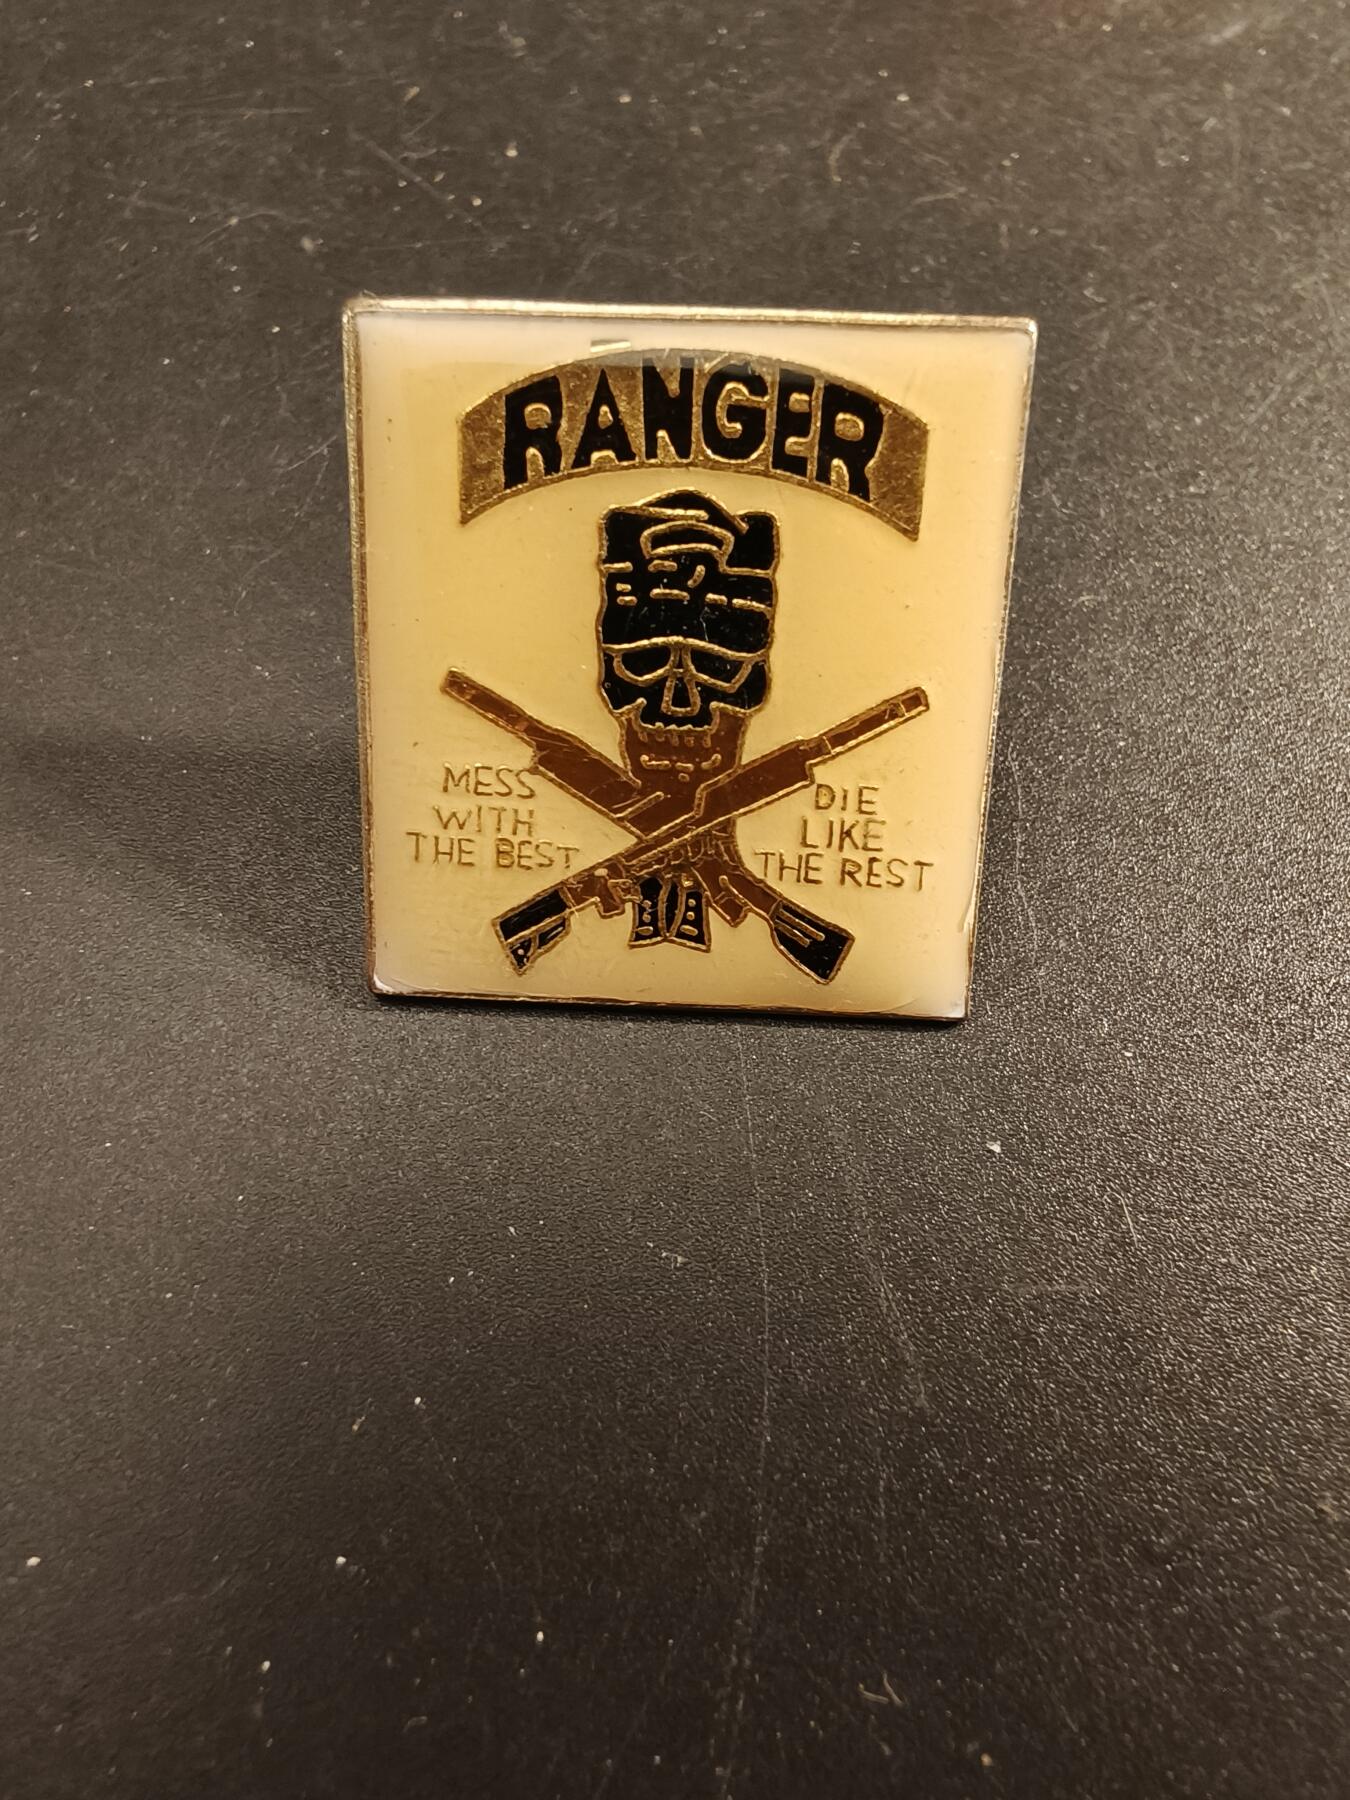 RANGER
MESS
WITH
THE BEST
DIE
LIKE
THE REST